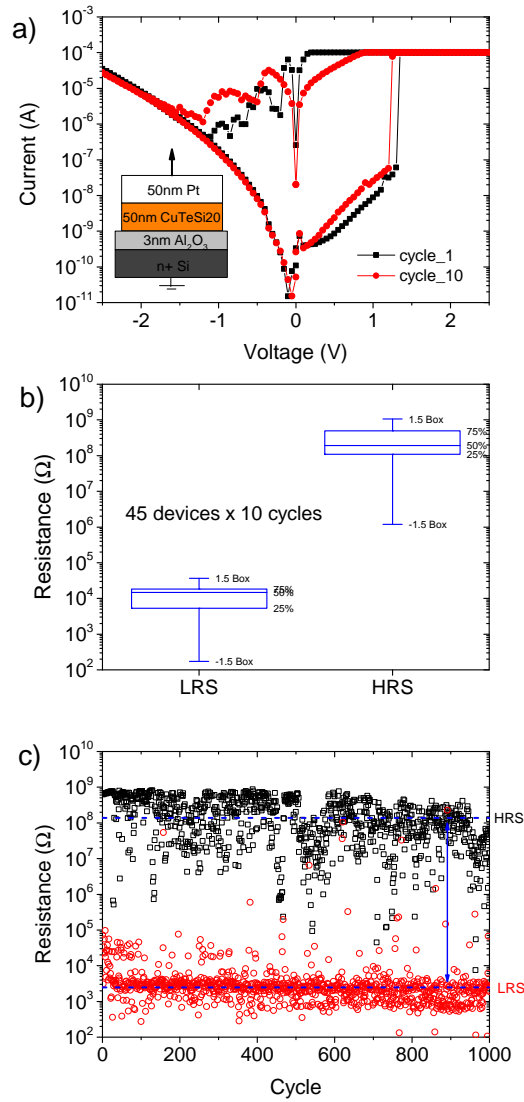 a)
10^-3
10^-4
10^-5
10^-6
10^-7
10^-8
10^-9
10^-10
10^-11
Current (A)
50nm Pt
50nm CuTeSi20
3nm Al₂O₃
n+ Si
cycle_1
cycle_10
-2 -1 0 1 2
Voltage (V)
b)
10^10
10^9
10^8
10^7
10^6
10^5
10^4
10^3
10^2
Resistance (Ω)
1.5 Box
75%
50%
25%
-1.5 Box
45 devices x 10 cycles
1.5 Box
75%
50%
25%
-1.5 Box
LRS HRS
c)
10^10
10^9
10^8
10^7
10^6
10^5
10^4
10^3
10^2
Resistance (Ω)
HRS
LRS
0 200 400 600 800 1000
Cycle